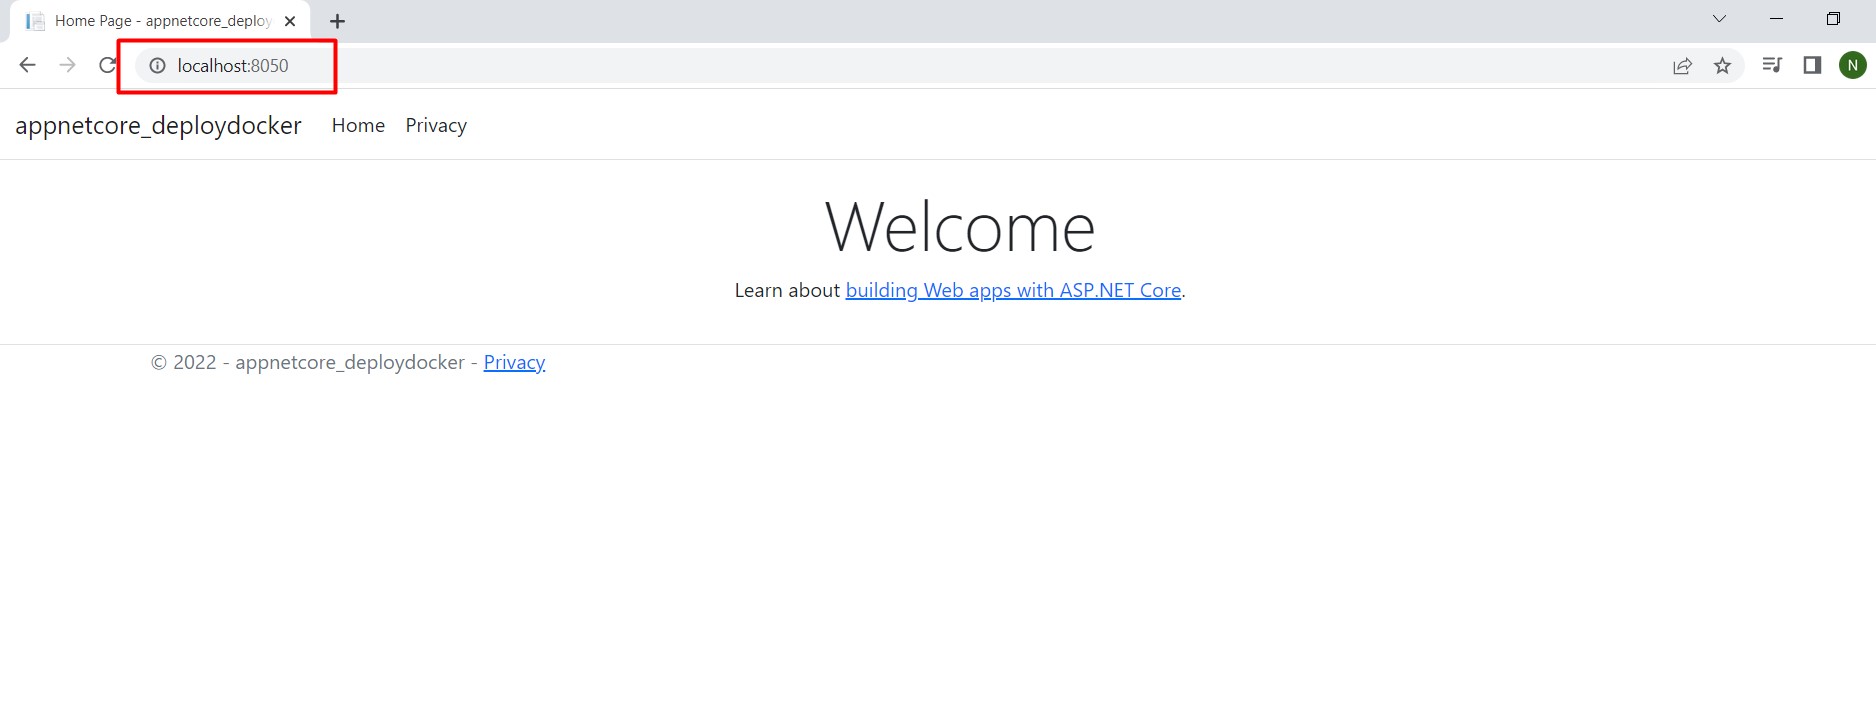 Home Page - appnetcore_deploy
localhost:8050
N
appnetcore_deploydocker Home Privacy
Welcome
Learn about building Web apps with ASP.NET Core.
© 2022 - appnetcore_deploydocker - Privacy